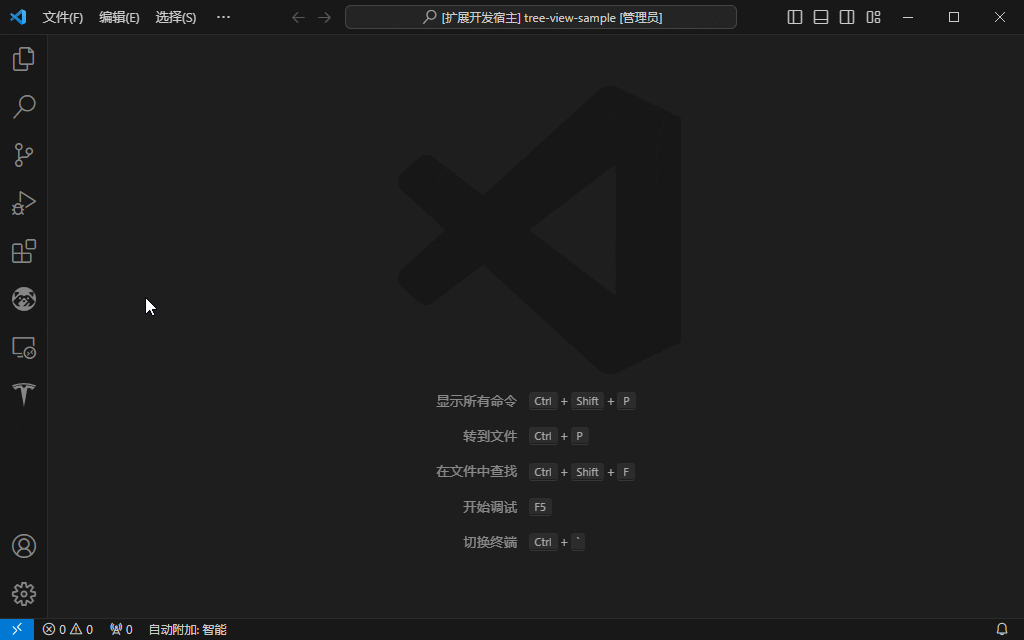 文件(F) 编辑(E) 选择(S) ··· [扩展开发宿主] tree-view-sample [管理员]
显示所有命令 Ctrl + Shift + P
转到文件 Ctrl + P
在文件中查找 Ctrl + Shift + F
开始调试 F5
切换终端 Ctrl + `
0 0 0 自动附加: 智能